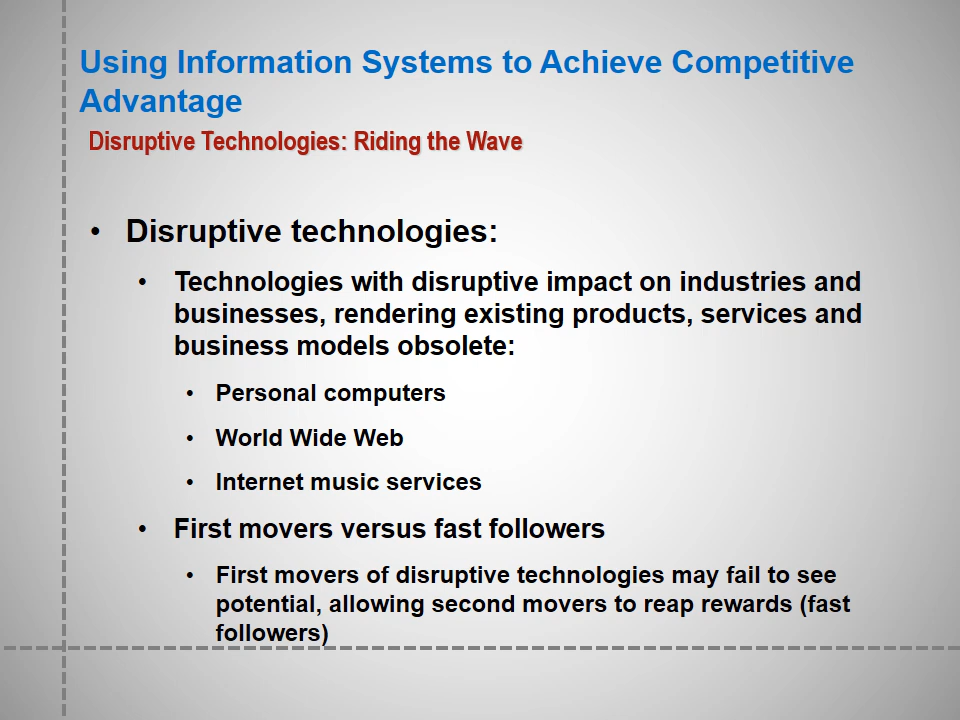 Using Information Systems to Achieve Competitive
Advantage
Disruptive Technologies: Riding the Wave
• Disruptive technologies:
• Technologies with disruptive impact on industries and
businesses, rendering existing products, services and
business models obsolete:
• Personal computers
• World Wide Web
• Internet music services
• First movers versus fast followers
• First movers of disruptive technologies may fail to see
potential, allowing second movers to reap rewards (fast
followers)